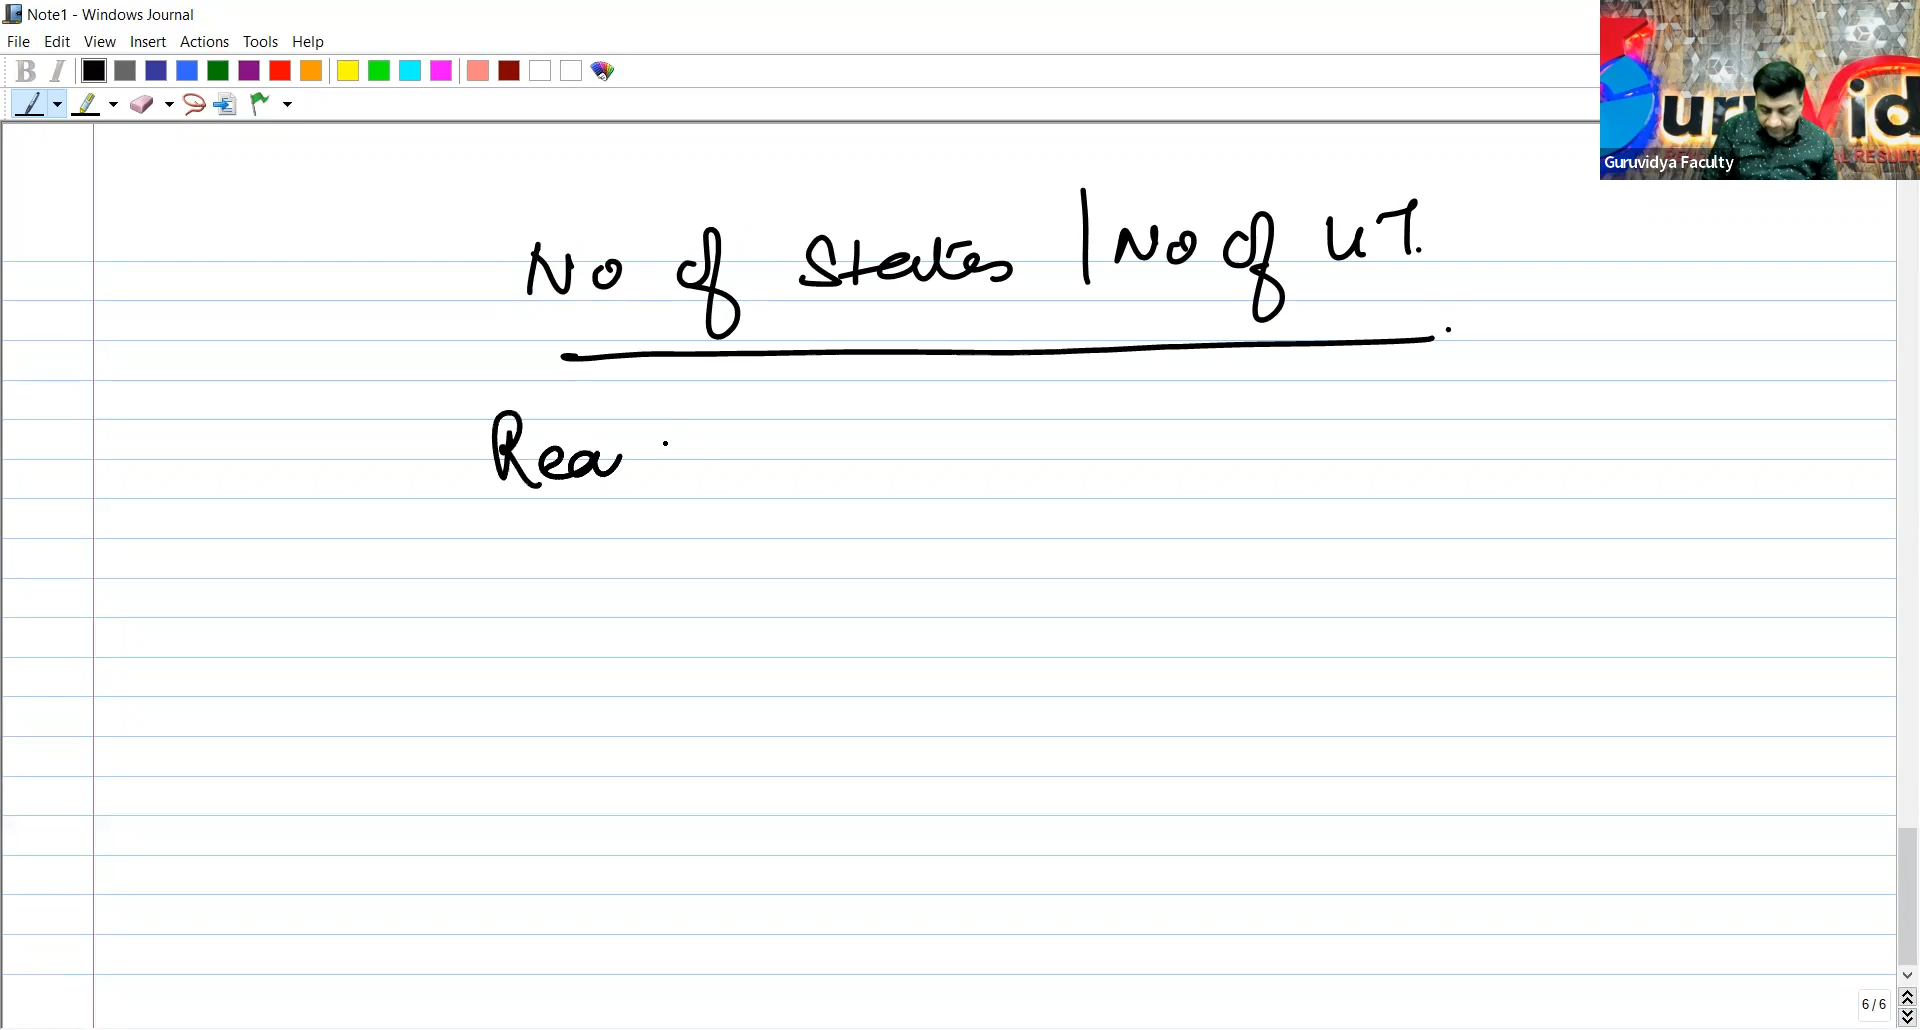 Note1 - Windows Journal
File Edit View Insert Actions Tools Help
B I
Guruvidya Faculty
No of States | No of UT.
Rea
6 / 6